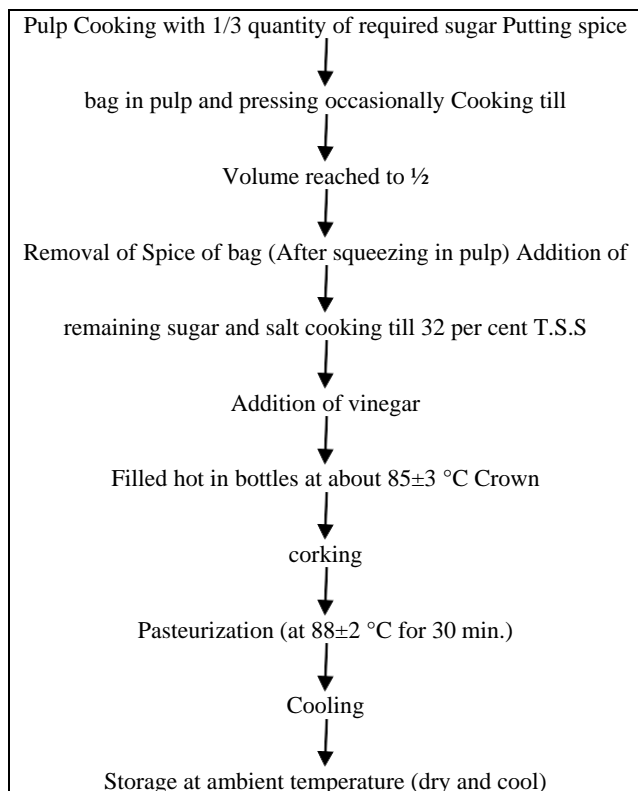 Pulp Cooking with 1/3 quantity of required sugar Putting spice
bag in pulp and pressing occasionally Cooking till
Volume reached to ½
Removal of Spice of bag (After squeezing in pulp) Addition of
remaining sugar and salt cooking till 32 per cent T.S.S
Addition of vinegar
Filled hot in bottles at about 85±3 °C Crown
corking
Pasteurization (at 88±2 °C for 30 min.)
Cooling
Storage at ambient temperature (dry and cool)